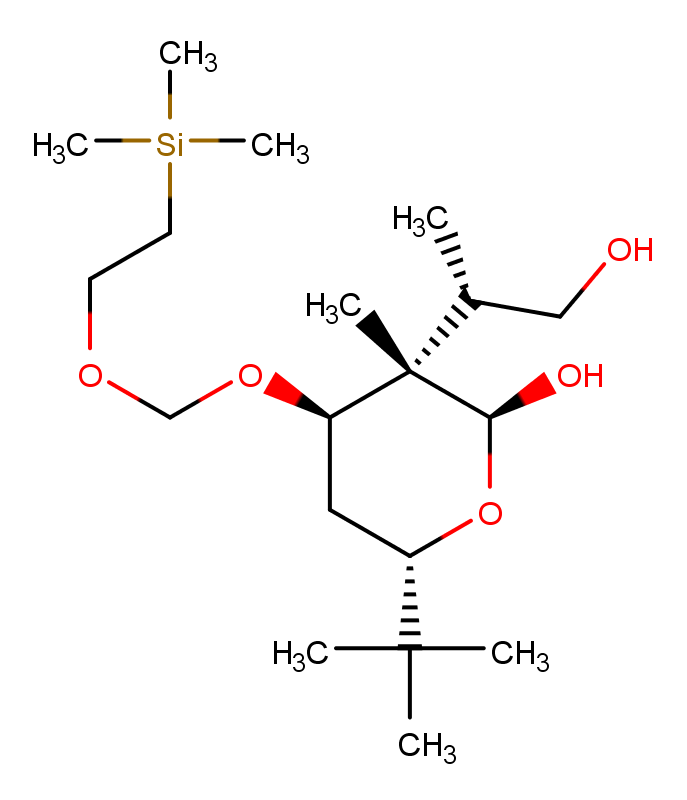 CH3
H3C Si CH3
H3C
OH
H3C
O O OH
O
H3C CH3
CH3